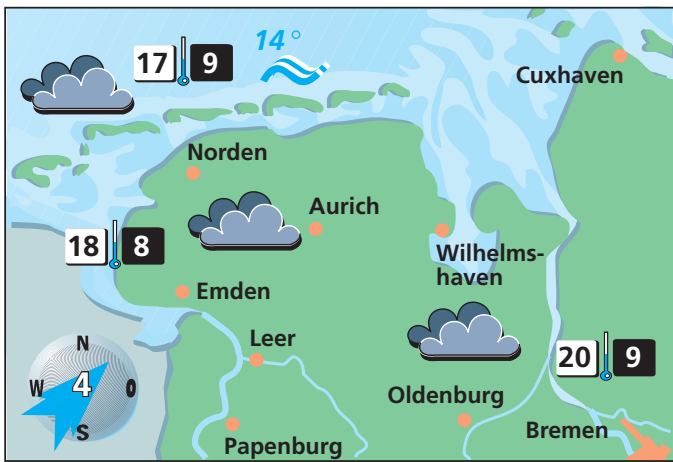 14°
17 9
Cuxhaven
Norden
Aurich
18 8
Wilhelms-
haven
Emden
N
Leer
W 4 O
20 9
Oldenburg
S
Bremen
Papenburg